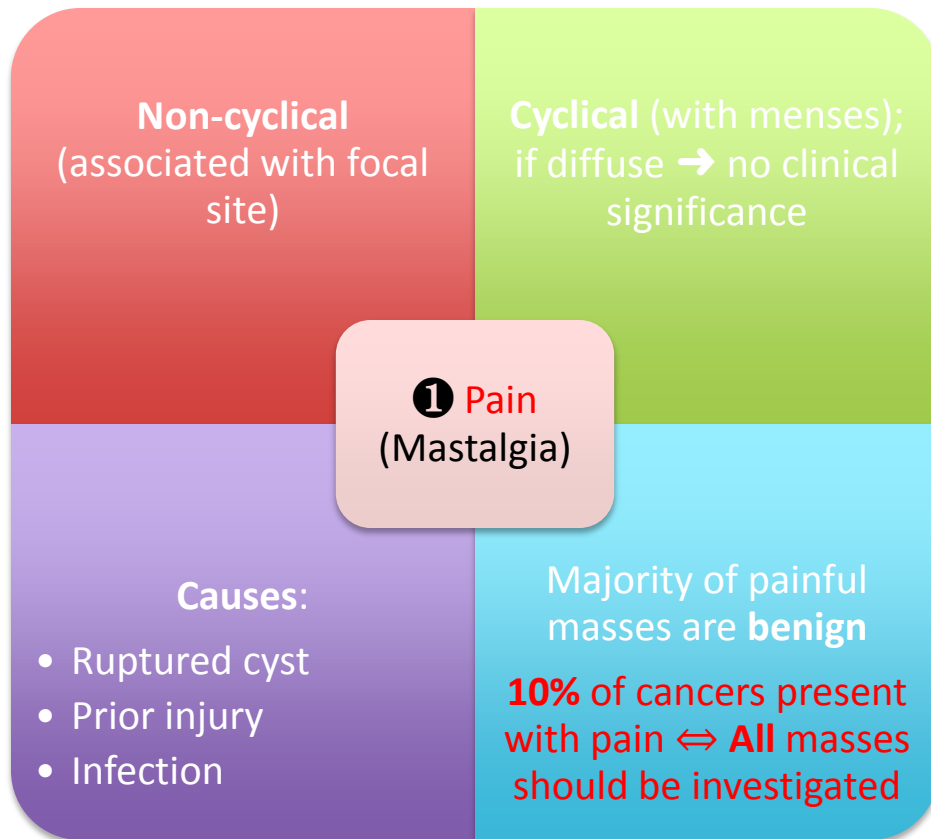 Non-cyclical
(associated with focal
site)
Cyclical (with menses);
if diffuse ➜ no clinical
significance
❶ Pain
(Mastalgia)
Causes:
• Ruptured cyst
• Prior injury
• Infection
Majority of painful
masses are benign
10% of cancers present
with pain ⇔ All masses
should be investigated